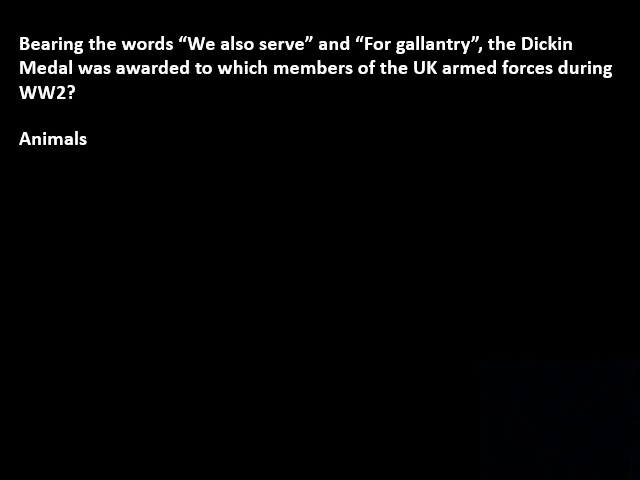 Bearing the words “We also serve” and “For gallantry”, the Dickin
Medal was awarded to which members of the UK armed forces during
WW2?
Animals